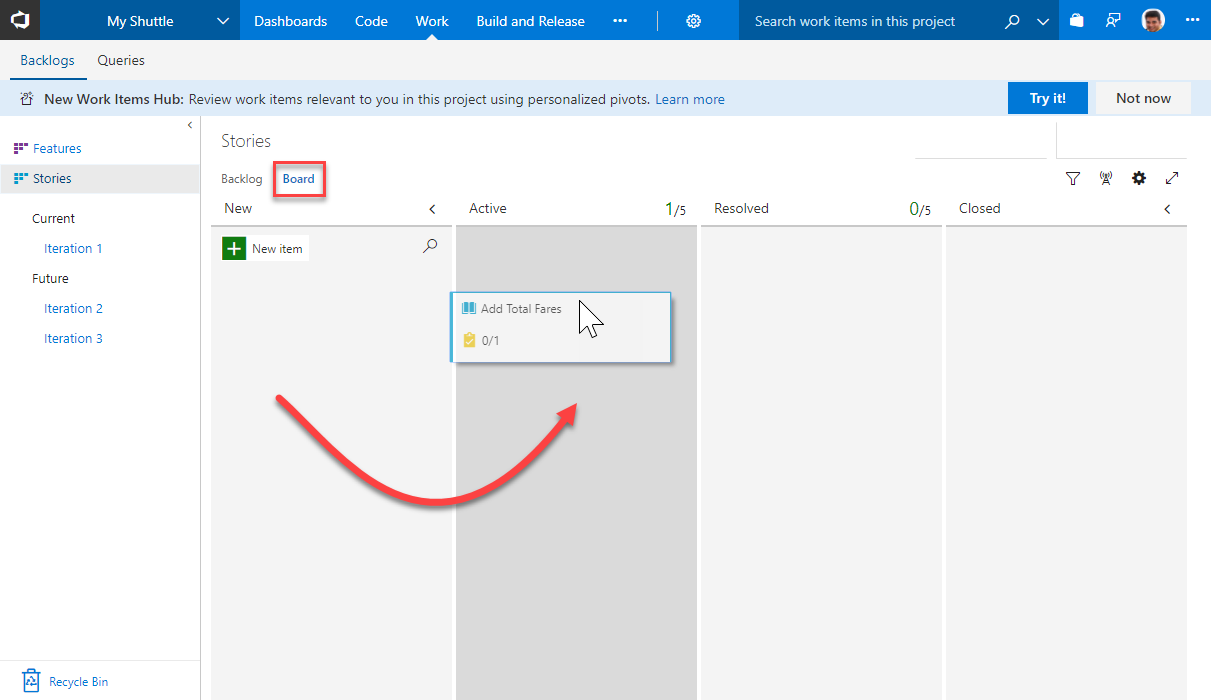 My Shuttle Dashboards Code Work Build and Release ··· Search work items in this project ···
Backlogs Queries
New Work Items Hub: Review work items relevant to you in this project using personalized pivots. Learn more Try it! Not now
Features
Stories
Current
Iteration 1
Future
Iteration 2
Iteration 3
Recycle Bin
Stories
Backlog Board
New Active 1/5 Resolved 0/5 Closed
New item
Add Total Fares
0/1